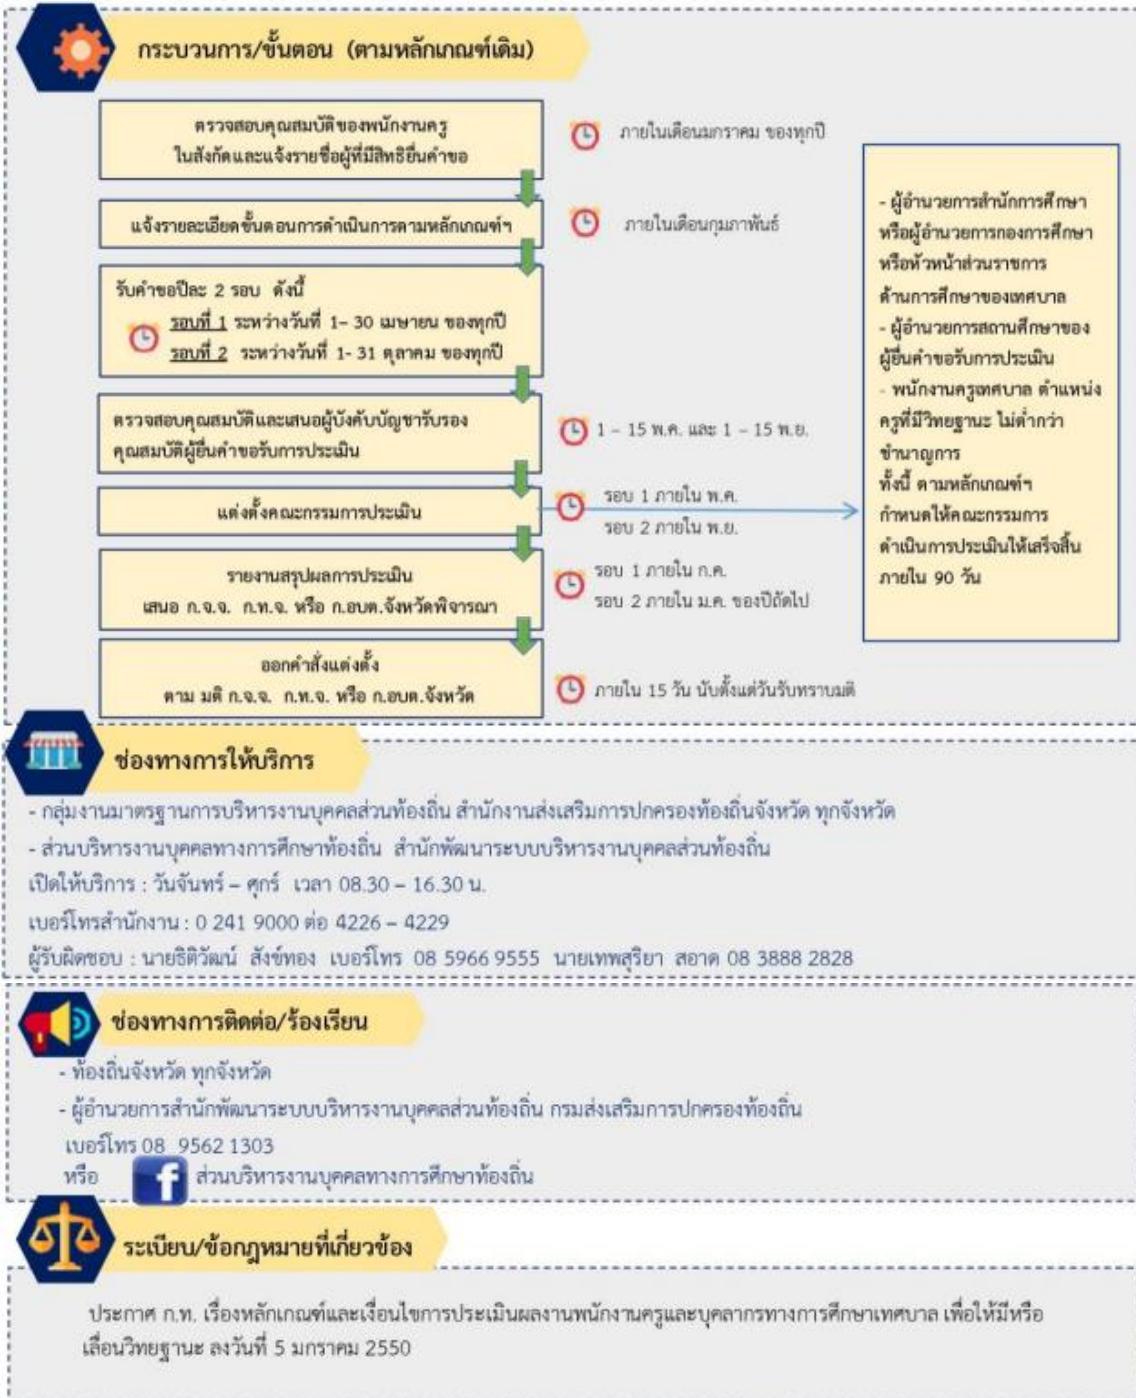 กระบวนการ/ขั้นตอน (ตามหลักเกณฑ์เดิม)
ตรวจสอบคุณสมบัติของพนักงานครู
ในสังกัดและแจ้งรายชื่อผู้ที่มีสิทธิยื่นคำขอ
ภายในเดือนมกราคม ของทุกปี
แจ้งรายละเอียดขั้นตอนการดำเนินการตามหลักเกณฑ์ฯ
ภายในเดือนกุมภาพันธ์
รับคำขอปีละ 2 รอบ ดังนี้
รอบที่ 1 ระหว่างวันที่ 1– 30 เมษายน ของทุกปี
รอบที่ 2 ระหว่างวันที่ 1- 31 ตุลาคม ของทุกปี
ตรวจสอบคุณสมบัติและเสนอผู้บังคับบัญชารับรอง
คุณสมบัติผู้ยื่นคำขอรับการประเมิน
1 – 15 พ.ค. และ 1 – 15 พ.ย.
แต่งตั้งคณะกรรมการประเมิน
รอบ 1 ภายใน พ.ค.
รอบ 2 ภายใน พ.ย.
รายงานสรุปผลการประเมิน
เสนอ ก.จ.จ. ก.ท.จ. หรือ ก.อบต.จังหวัดพิจารณา
รอบ 1 ภายใน ก.ค.
รอบ 2 ภายใน ม.ค. ของปีถัดไป
ออกคำสั่งแต่งตั้ง
ตาม มติ ก.จ.จ. ก.ท.จ. หรือ ก.อบต.จังหวัด
ภายใน 15 วัน นับตั้งแต่วันรับทราบมติ
- ผู้อำนวยการสำนักการศึกษา
หรือผู้อำนวยการกองการศึกษา
หรือหัวหน้าส่วนราชการ
ด้านการศึกษาของเทศบาล
- ผู้อำนวยการสถานศึกษาของ
ผู้ยื่นคำขอรับการประเมิน
- พนักงานครูเทศบาล ตำแหน่ง
ครูที่มีวิทยฐานะ ไม่ต่ำกว่า
ชำนาญการ
ทั้งนี้ ตามหลักเกณฑ์ฯ
กำหนดให้คณะกรรมการ
ดำเนินการประเมินให้เสร็จสิ้น
ภายใน 90 วัน
ช่องทางการให้บริการ
- กลุ่มงานมาตรฐานการบริหารงานบุคคลส่วนท้องถิ่น สำนักงานส่งเสริมการปกครองท้องถิ่นจังหวัด ทุกจังหวัด
- ส่วนบริหารงานบุคคลทางการศึกษาท้องถิ่น สำนักพัฒนาระบบบริหารงานบุคคลส่วนท้องถิ่น
เปิดให้บริการ : วันจันทร์ – ศุกร์ เวลา 08.30 – 16.30 น.
เบอร์โทรสำนักงาน : 0 241 9000 ต่อ 4226 – 4229
ผู้รับผิดชอบ : นายธิติวัฒน์ สังข์ทอง เบอร์โทร 08 5966 9555 นายเทพสุริยา สอาด 08 3888 2828
ช่องทางการติดต่อ/ร้องเรียน
- ท้องถิ่นจังหวัด ทุกจังหวัด
- ผู้อำนวยการสำนักพัฒนาระบบบริหารงานบุคคลส่วนท้องถิ่น กรมส่งเสริมการปกครองท้องถิ่น
เบอร์โทร 08 9562 1303
หรือ f ส่วนบริหารงานบุคคลทางการศึกษาท้องถิ่น
ระเบียบ/ข้อกฎหมายที่เกี่ยวข้อง
ประกาศ ก.ท. เรื่องหลักเกณฑ์และเงื่อนไขการประเมินผลงานพนักงานครูและบุคลากรทางการศึกษาเทศบาล เพื่อให้มีหรือ
เลื่อนวิทยฐานะ ลงวันที่ 5 มกราคม 2550